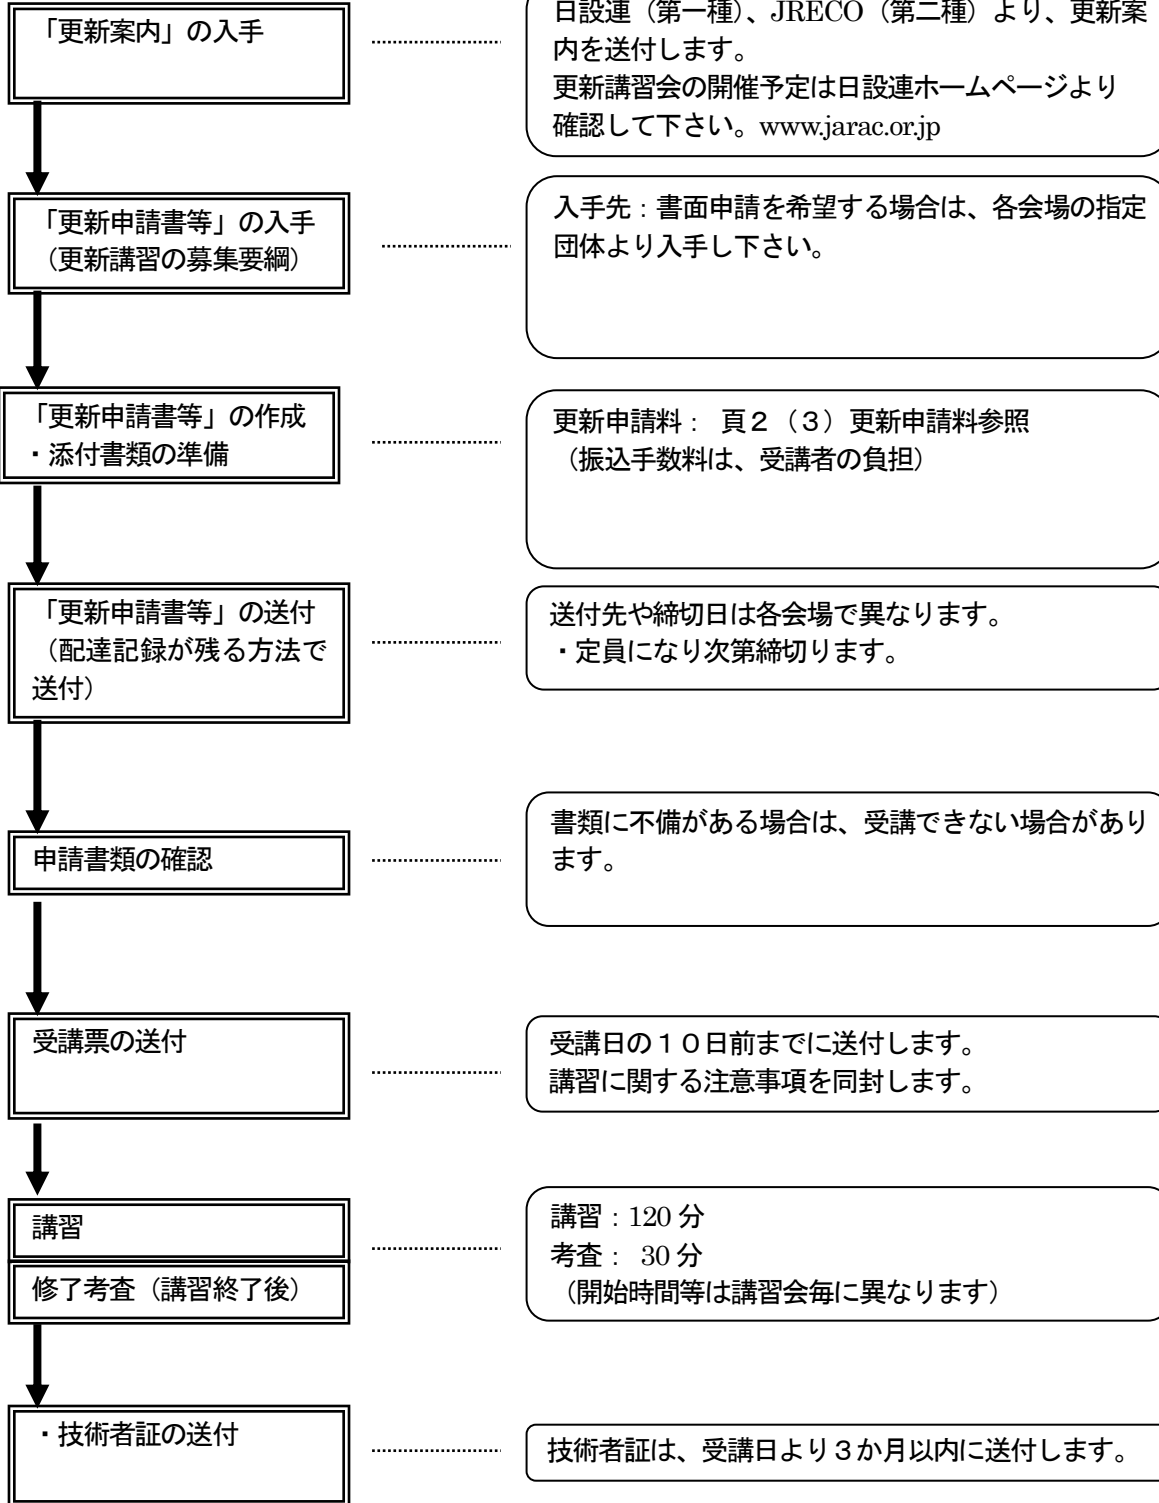 「更新案内」の入手
日設連（第一種）、JRECO（第二種）より、更新案
内を送付します。
更新講習会の開催予定は日設連ホームページより
確認して下さい。www.jarac.or.jp
「更新申請書等」の入手
（更新講習の募集要綱）
入手先：書面申請を希望する場合は、各会場の指定
団体より入手し下さい。
「更新申請書等」の作成
・添付書類の準備
更新申請料： 頁２（３）更新申請料参照
（振込手数料は、受講者の負担）
「更新申請書等」の送付
（配達記録が残る方法で
送付）
送付先や締切日は各会場で異なります。
・定員になり次第締切ります。
申請書類の確認
書類に不備がある場合は、受講できない場合があり
ます。
受講票の送付
受講日の１０日前までに送付します。
講習に関する注意事項を同封します。
講習
修了考査（講習終了後）
講習：120 分
考査： 30 分
（開始時間等は講習会毎に異なります）
・技術者証の送付
技術者証は、受講日より３か月以内に送付します。